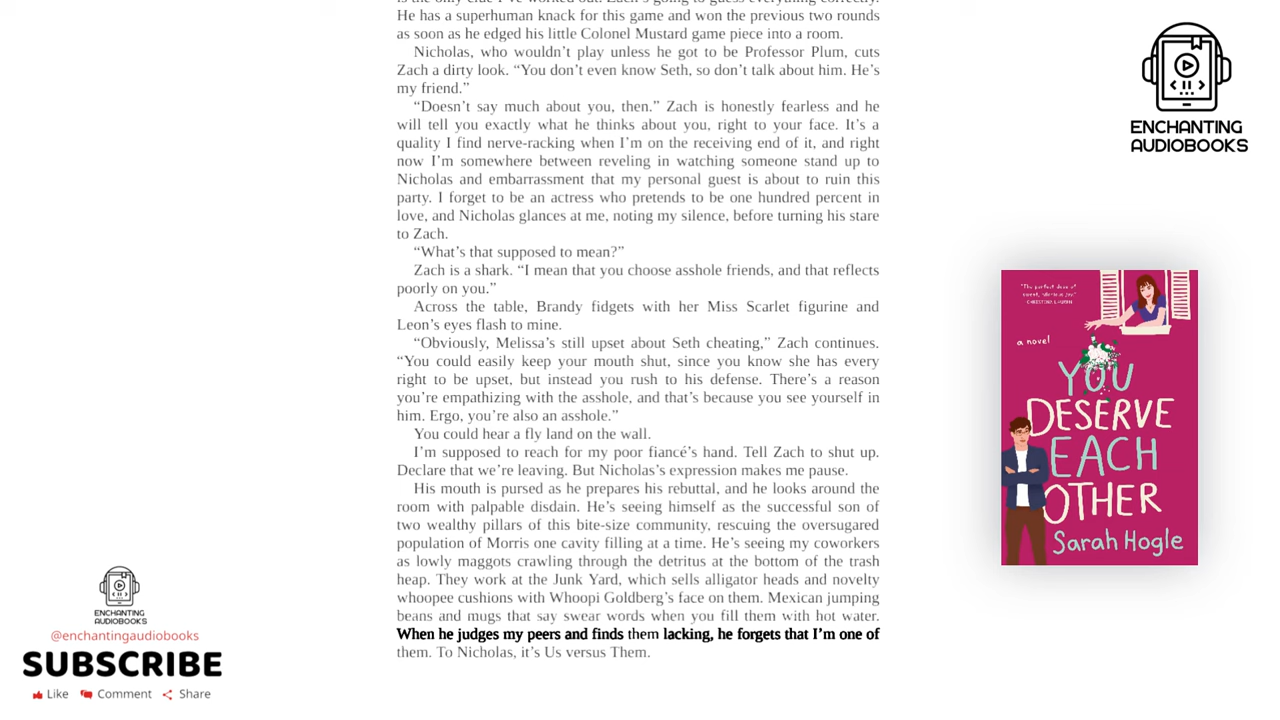 is the only clue I've worked out. Zach's going to guess everything correctly.
He has a superhuman knack for this game and won the previous two rounds
as soon as he edged his little Colonel Mustard game piece into a room.
Nicholas, who wouldn't play unless he got to be Professor Plum, cuts
Zach a dirty look. “You don't even know Seth, so don't talk about him. He's
my friend.”
“Doesn't say much about you, then.” Zach is honestly fearless and he
will tell you exactly what he thinks about you, right to your face. It's a
quality I find nerve-racking when I'm on the receiving end of it, and right
now I'm somewhere between reveling in watching someone stand up to
Nicholas and embarrassment that my personal guest is about to ruin this
party. I forget to be an actress who pretends to be one hundred percent in
love, and Nicholas glances at me, noting my silence, before turning his stare
to Zach.
“What's that supposed to mean?”
Zach is a shark. “I mean that you choose asshole friends, and that reflects
poorly on you.”
Across the table, Brandy fidgets with her Miss Scarlet figurine and
Leon's eyes flash to mine.
“Obviously, Melissa's still upset about Seth cheating,” Zach continues.
“You could easily keep your mouth shut, since you know she has every
right to be upset, but instead you rush to his defense. There's a reason
you're empathizing with the asshole, and that's because you see yourself in
him. Ergo, you're also an asshole.”
You could hear a fly land on the wall.
I'm supposed to reach for my poor fiancé's hand. Tell Zach to shut up.
Declare that we're leaving. But Nicholas's expression makes me pause.
His mouth is pursed as he prepares his rebuttal, and he looks around the
room with palpable disdain. He's seeing himself as the successful son of
two wealthy pillars of this bite-size community, rescuing the oversugared
population of Morris one cavity filling at a time. He's seeing my coworkers
as lowly maggots crawling through the detritus at the bottom of the trash
heap. They work at the Junk Yard, which sells alligator heads and novelty
whoopee cushions with Whoopi Goldberg's face on them. Mexican jumping
beans and mugs that say swear words when you fill them with hot water.
When he judges my peers and finds them lacking, he forgets that I'm one of
them. To Nicholas, it's Us versus Them.
ENCHANTING
AUDIOBOOKS
a novel
YOU
DESERVE
EACH
OTHER
Sarah Hogle
ENCHANTING
AUDIOBOOKS
@enchantingaudiobooks
SUBSCRIBE
Like Comment Share